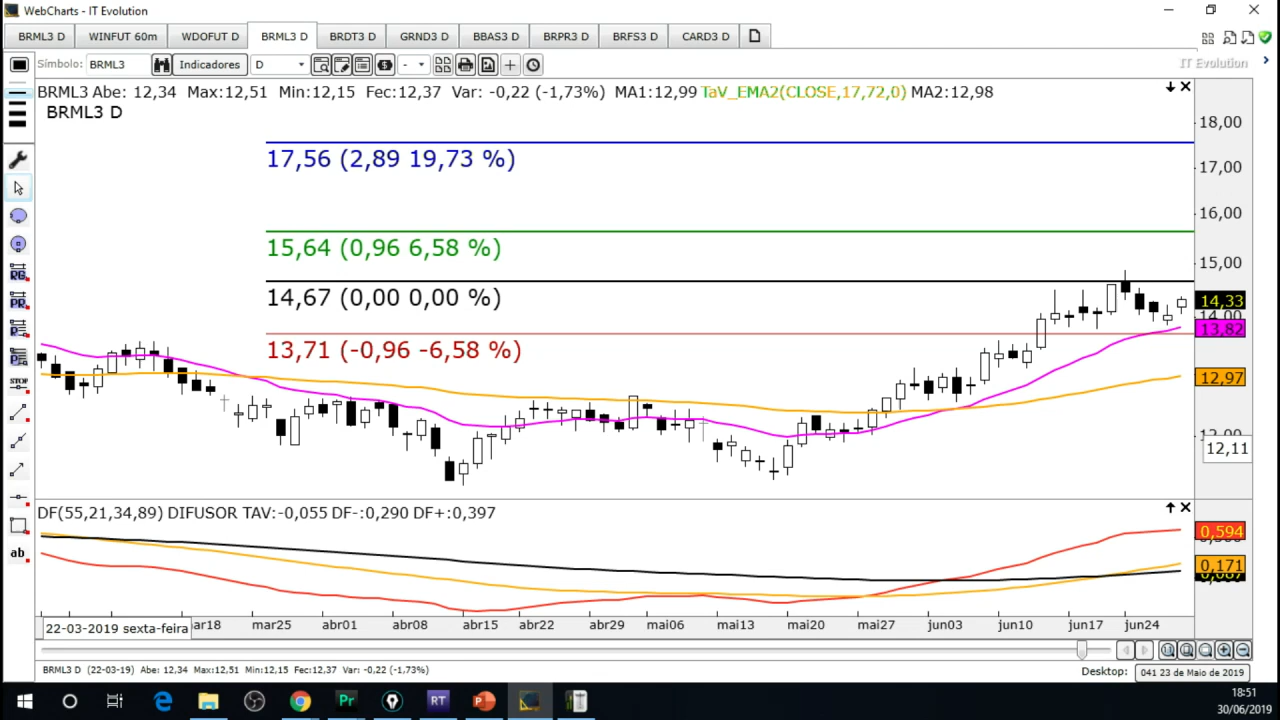 WebCharts - IT Evolution
BRML3 D WINFUT 60m WDOFUT D BRML3 D BRDT3 D GRND3 D BBAS3 D BRPR3 D BRFS3 D CARD3 D
Símbolo: BRML3 Indicadores D - IT Evolution
BRML3 Abe: 12,34 Max:12,51 Min:12,15 Fec:12,37 Var: -0,22 (-1,73%) MA1:12,99 TaV_EMA2(CLOSE,17,72,0) MA2:12,98
BRML3 D
18,00
17,56 (2,89 19,73 %)
17,00
16,00
15,64 (0,96 6,58 %)
15,00
14,67 (0,00 0,00 %)
14,33
14,00
13,82
13,71 (-0,96 -6,58 %)
12,97
12,00
12,11
RG
PR
STOP
ab
DF(55,21,34,89) DIFUSOR TAV:-0,055 DF-:0,290 DF+:0,397
0,594
0,171
22-03-2019 sexta-feira ar18 mar25 abr01 abr08 abr15 abr22 abr29 mai06 mai13 mai20 mai27 jun03 jun10 jun17 jun24
BRML3 D (22-03-19) Abe: 12,34 Max:12,51 Min:12,15 Fec:12,37 Var: -0,22 (-1,73%) Desktop: 041 23 de Maio de 2019
Pr RT
18:51
30/06/2019